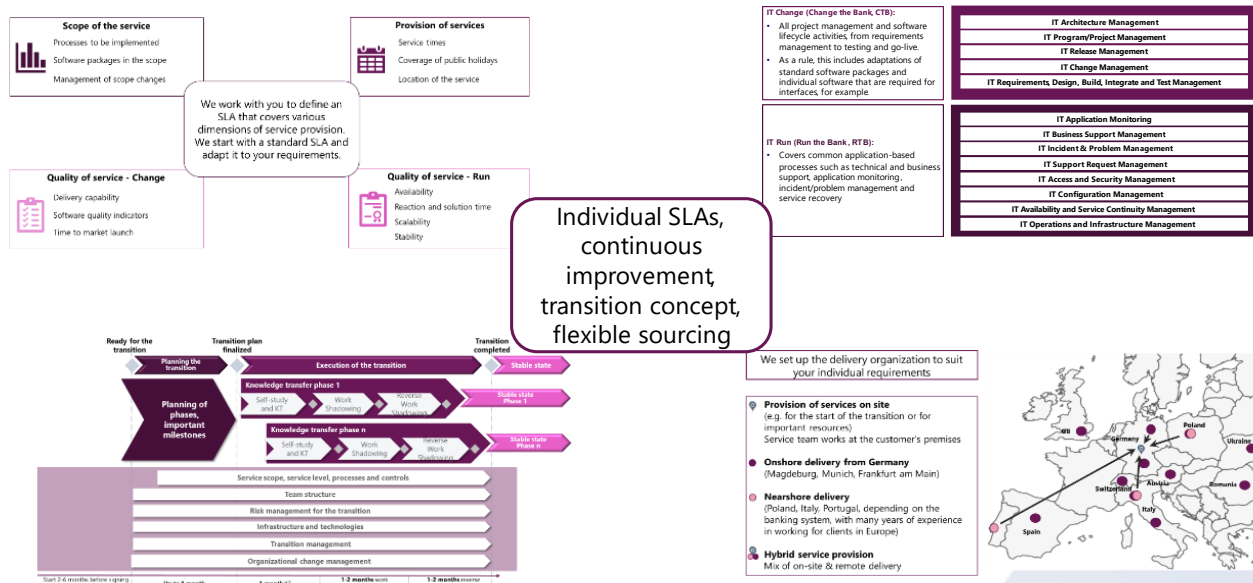 Scope of the service
Processes to be implemented
Software packages in the scope
Management of scope changes
Provision of services
Service times
Coverage of public holidays
Location of the service
We work with you to define an
SLA that covers various
dimensions of service provision.
We start with a standard SLA and
adapt it to your requirements.
Quality of service - Change
Delivery capability
Software quality indicators
Time to market launch
Quality of service - Run
Availability
Reaction and solution time
Scalability
Stability
IT Change (Change the Bank, CTB):
• All project management and software
lifecycle activities, from requirements
management to testing and go-live.
• As a rule, this includes adaptations of
standard software packages and
individual software that are required for
interfaces, for example.
IT Architecture Management
IT Program/Project Management
IT Release Management
IT Change Management
IT Requirements, Design, Build, Integrate and Test Management
IT Run (Run the Bank, RTB):
• Covers common application-based
processes such as technical and business
support, application monitoring,
incident/problem management and
service recovery
IT Application Monitoring
IT Business Support Management
IT Incident & Problem Management
IT Support Request Management
IT Access and Security Management
IT Configuration Management
IT Availability and Service Continuity Management
IT Operations and Infrastructure Management
Individual SLAs,
continuous
improvement,
transition concept,
flexible sourcing
Ready for the
transition
Transition plan
finalized
Transition
completed
Planning the
transition
Execution of the transition
Stable state
Planning of
phases,
important
milestones
Knowledge transfer phase 1
Self-study
and KT
Work
Shadowing
Reverse
Work
Shadowing
Stable state
Phase 1
Knowledge transfer phase n
Self-study
and KT
Work
Shadowing
Reverse
Work
Shadowing
Stable state
Phase n
Service scope, service level, processes and controls
Team structure
Risk management for the transition
Infrastructure and technologies
Transition management
Organizational change management
Start 2-6 months before signing
1-2 months work
1-2 months reverse
We set up the delivery organization to suit
your individual requirements
Provision of services on site
(e.g. for the start of the transition or for
important resources)
Service team works at the customer's premises
Onshore delivery from Germany
(Magdeburg, Munich, Frankfurt am Main)
Nearshore delivery
(Poland, Italy, Portugal, depending on the
banking system, with many years of experience
in working for clients in Europe)
Hybrid service provision
Mix of on-site & remote delivery
Poland
Germany
Ukraine
Switzerland
Austria
Romania
Italy
Spain